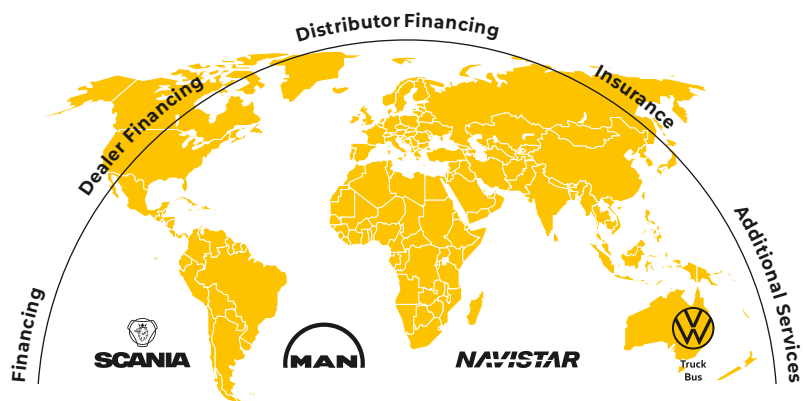 Financing
Dealer Financing
Distributor Financing
Insurance
Additional Services
SCANIA
MAN
NAVISTAR
Truck
Bus